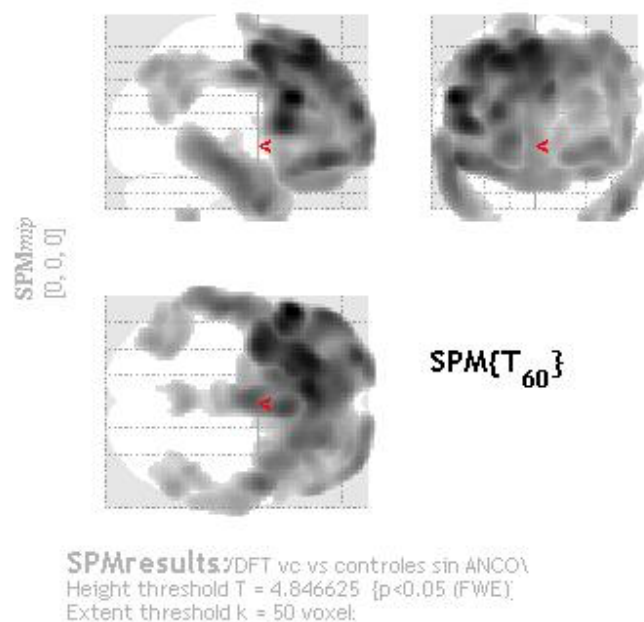 SPMmip
[0, 0, 0]
<
<
<
SPM{T60}
SPMresults:/DFT vc vs controles sin ANCO\
Height threshold T = 4.846625 {p<0.05 (FWE)}
Extent threshold k = 50 voxel: